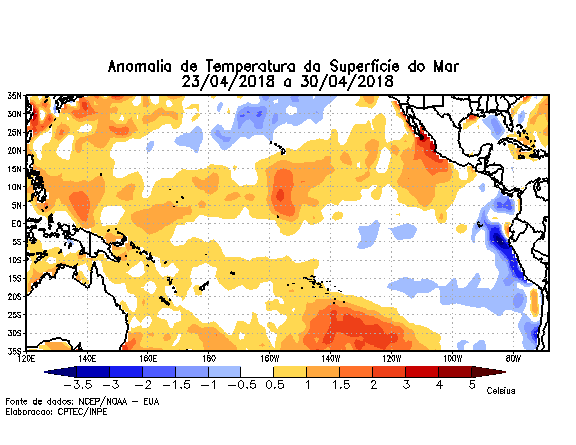 Anomalia de Temperatura da Superfície do Mar
23/04/2018 a 30/04/2018
35N
30N
25N
20N
15N
10N
5N
EQ
5S
10S
15S
20S
25S
30S
35S
120E 140E 160E 180 160W 140W 120W 100W 80W
-3.5 -3 -2 -1.5 -1 -0.5 0.5 1 1.5 2 3 4 5
Celsius
Fonte de dados: NCEP/NOAA - EUA
Elaboracao: CPTEC/INPE